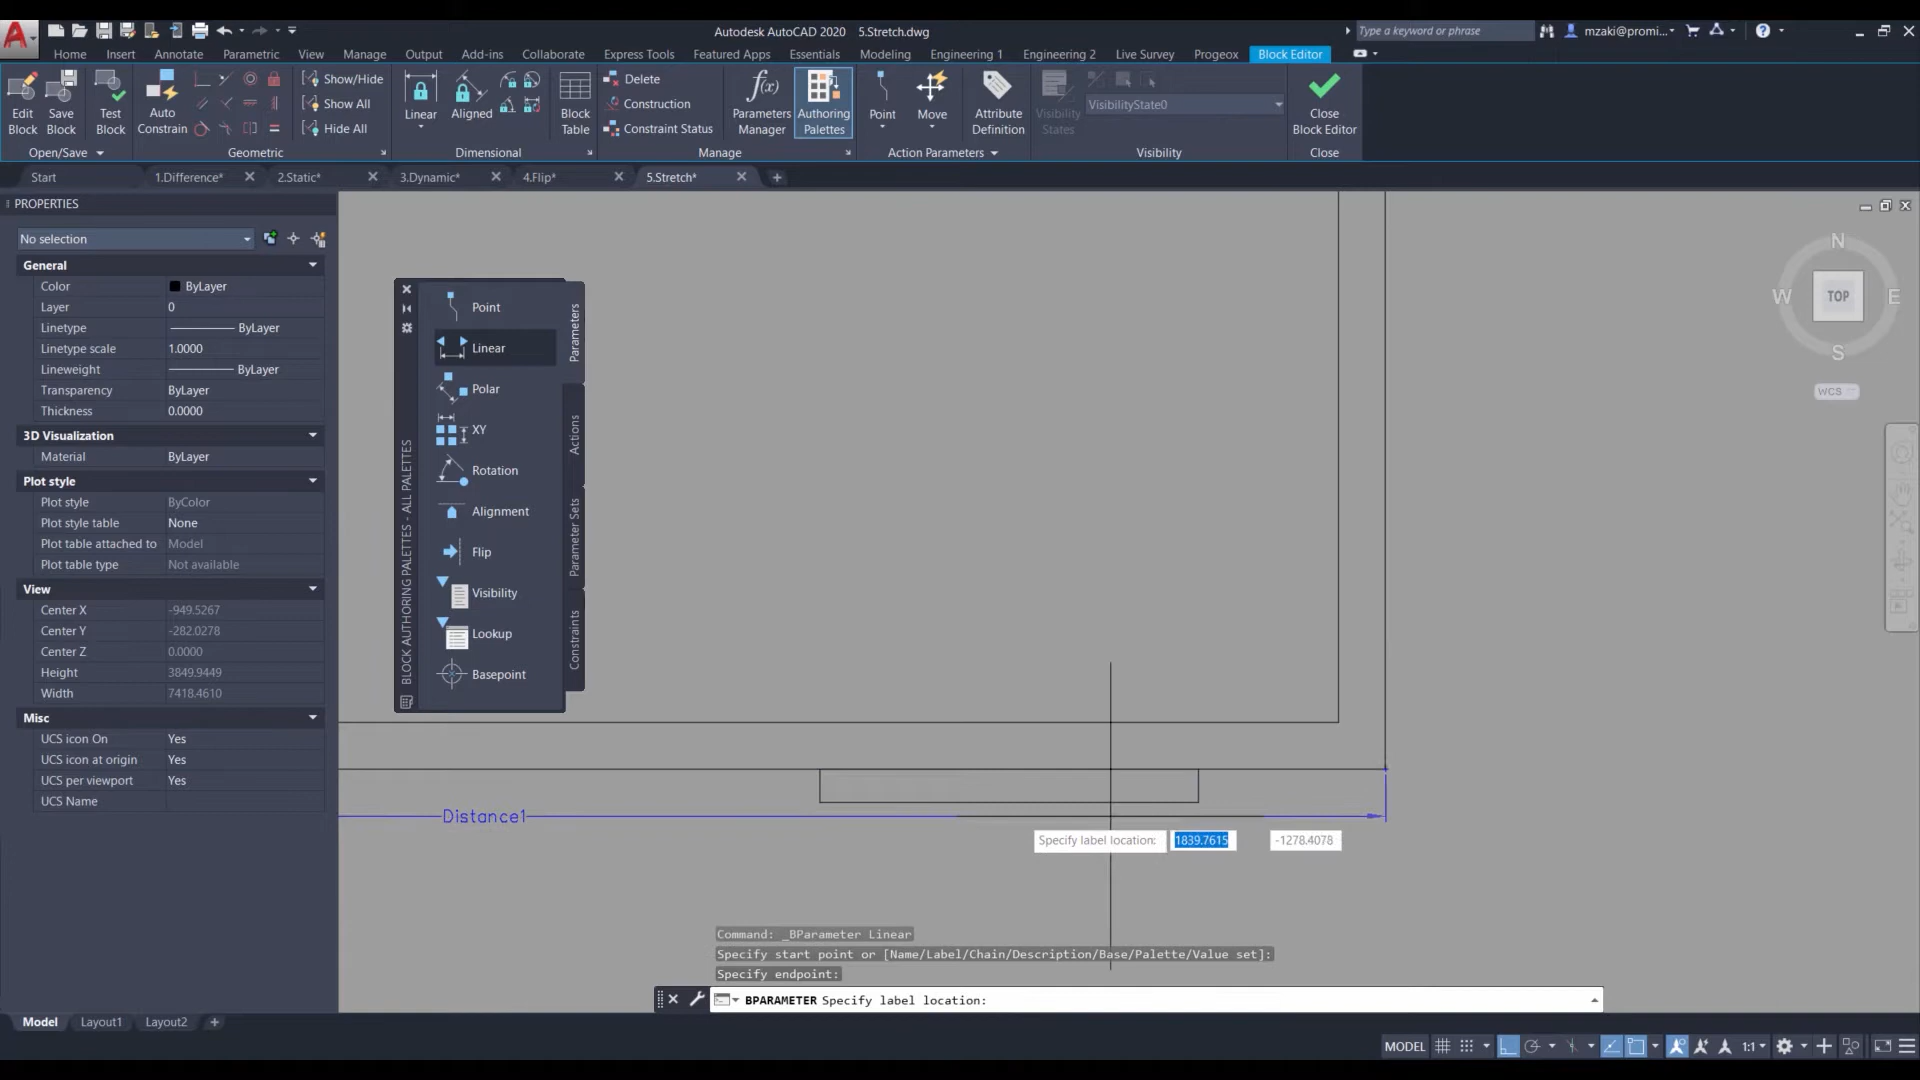 Autodesk AutoCAD 2020 5.Stretch.dwg
Type a keyword or phrase
mzaki@promi...
Home Insert Annotate Parametric View Manage Output Add-ins Collaborate Express Tools Featured Apps Essentials Modeling Engineering 1 Engineering 2 Live Survey Progeox Block Editor
Edit Block
Save Block
Test Block
Auto Constrain
Show/Hide
Show All
Hide All
Linear
Aligned
Block Table
Delete
Construction
Constraint Status
Parameters Manager
Authoring Palettes
Point
Move
Attribute Definition
Visibility States
VisibilityState0
Close Block Editor
Open/Save Geometric Dimensional Manage Action Parameters Visibility Close
Start 1.Difference* 2.Static* 3.Dynamic* 4.Flip* 5.Stretch*
PROPERTIES
No selection
General
Color ByLayer
Layer 0
Linetype ByLayer
Linetype scale 1.0000
Lineweight ByLayer
Transparency ByLayer
Thickness 0.0000
3D Visualization
Material ByLayer
Plot style
Plot style ByColor
Plot style table None
Plot table attached to Model
Plot table type Not available
View
Center X -949.5267
Center Y -282.0278
Center Z 0.0000
Height 3849.9449
Width 7418.4610
Misc
UCS icon On Yes
UCS icon at origin Yes
UCS per viewport Yes
UCS Name
BLOCK AUTHORING PALETTES - ALL PALETTES
Point
Linear
Polar
XY
Rotation
Alignment
Flip
Visibility
Lookup
Basepoint
Parameters
Actions
Parameter Sets
Constraints
N
W TOP E
S
WCS
Distance1
Specify label location: 1839.7615 -1278.4078
Command: _BParameter Linear
Specify start point or [Name/Label/Chain/Description/Base/Palette/Value set]:
Specify endpoint:
BPARAMETER Specify label location:
Model Layout1 Layout2
MODEL 1:1